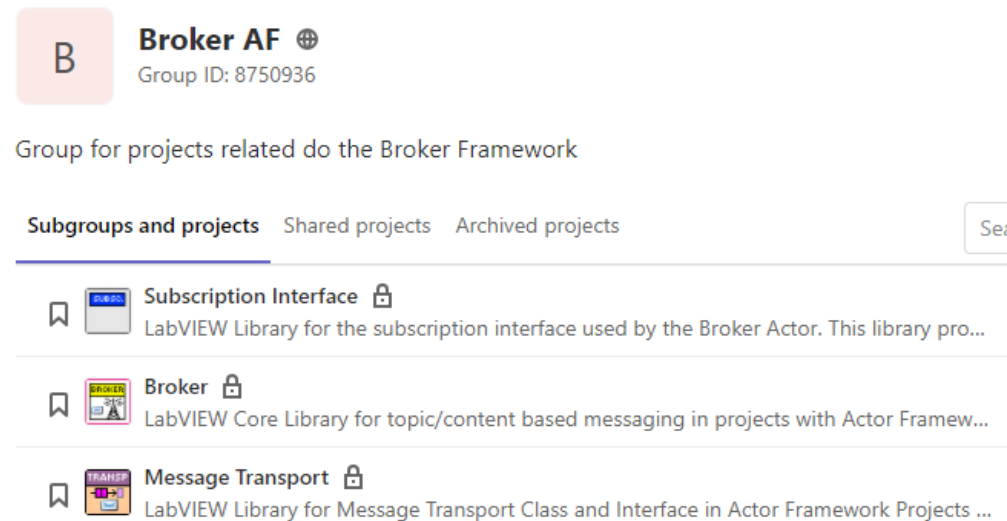 B
Broker AF
Group ID: 8750936
Group for projects related do the Broker Framework
Subgroups and projects Shared projects Archived projects Sea
SUBSC.
Subscription Interface
LabVIEW Library for the subscription interface used by the Broker Actor. This library pro...
BROKER
Broker
LabVIEW Core Library for topic/content based messaging in projects with Actor Framew...
TRANSP
Message Transport
LabVIEW Library for Message Transport Class and Interface in Actor Framework Projects ...